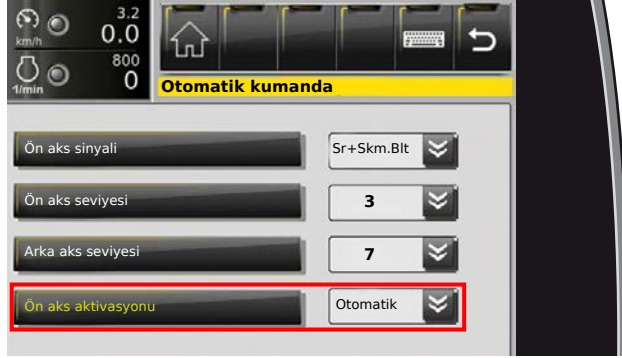 3.2
km/h 0.0
800
1/min 0
Otomatik kumanda
Ön aks sinyali Sr+Skm.Blt
Ön aks seviyesi 3
Arka aks seviyesi 7
Ön aks aktivasyonu Otomatik